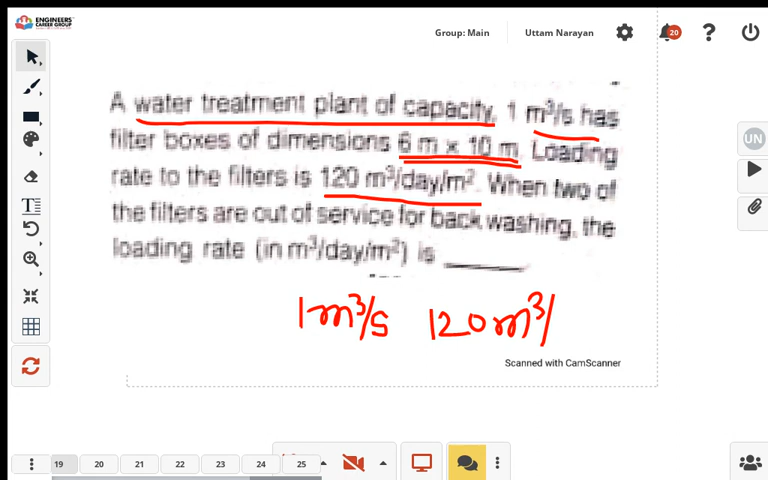 ENGINEERS
CAREER GROUP
Group: Main
Uttam Narayan
20
A water treatment plant of capacity, 1 m³/s has
filter boxes of dimensions 6 m × 10 m. Loading
rate to the filters is 120 m³/day/m². When two of
the filters are out of service for back washing, the
loading rate (in m³/day/m²) is ______
1m³/s 120m³/
Scanned with CamScanner
UN
19 20 21 22 23 24 25